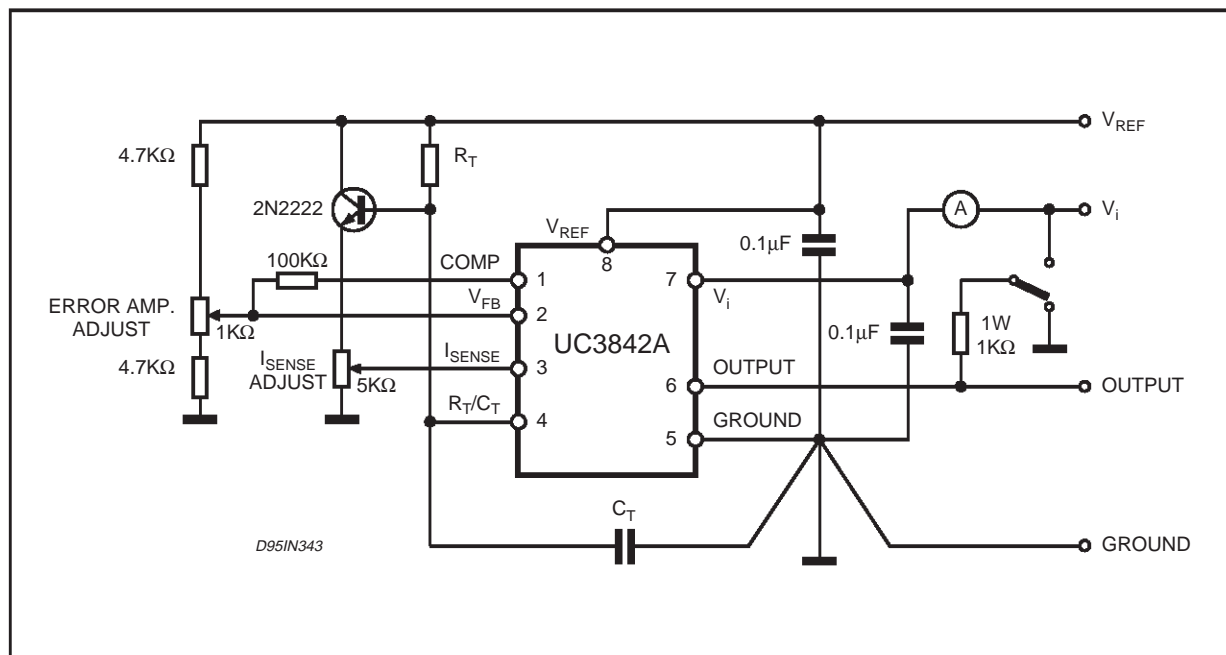 V_REF
4.7KΩ
R_T
A
V_i
2N2222
V_REF
8
0.1µF
100KΩ
COMP
1
7
V_i
ERROR AMP.
ADJUST
1KΩ
V_FB
2
UC3842A
0.1µF
1W
1KΩ
I_SENSE
ADJUST
5KΩ
I_SENSE
3
4.7KΩ
OUTPUT
6
OUTPUT
R_T/C_T
4
GROUND
5
C_T
D95IN343
GROUND